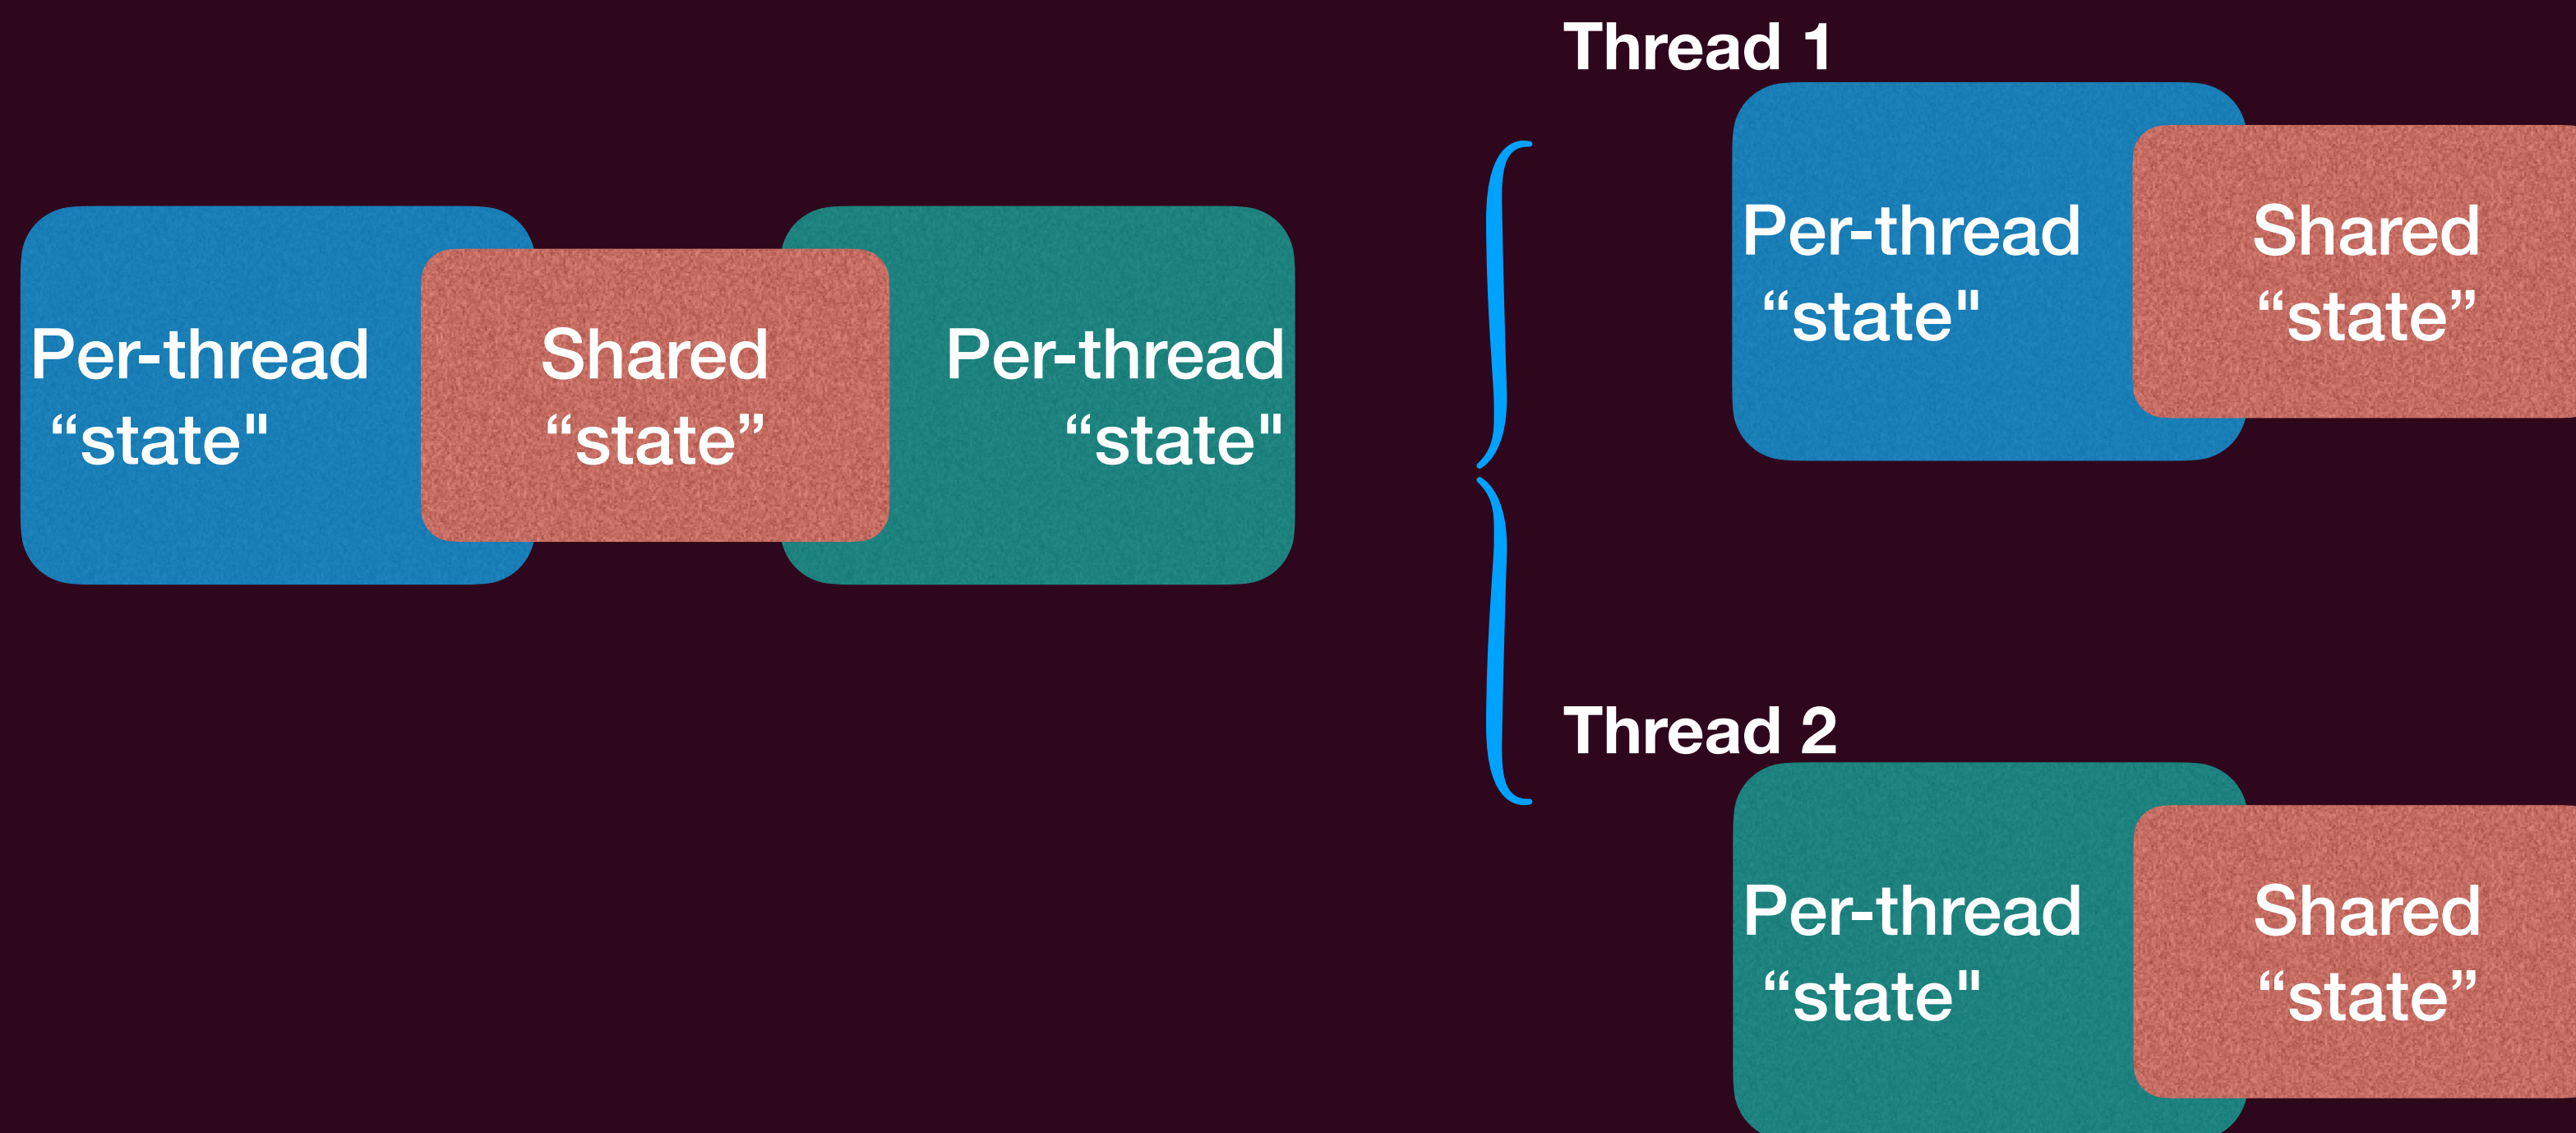 Per-thread
“state"
Shared
“state”
Per-thread
“state"
Thread 1
Per-thread
“state"
Shared
“state”
Thread 2
Per-thread
“state"
Shared
“state”